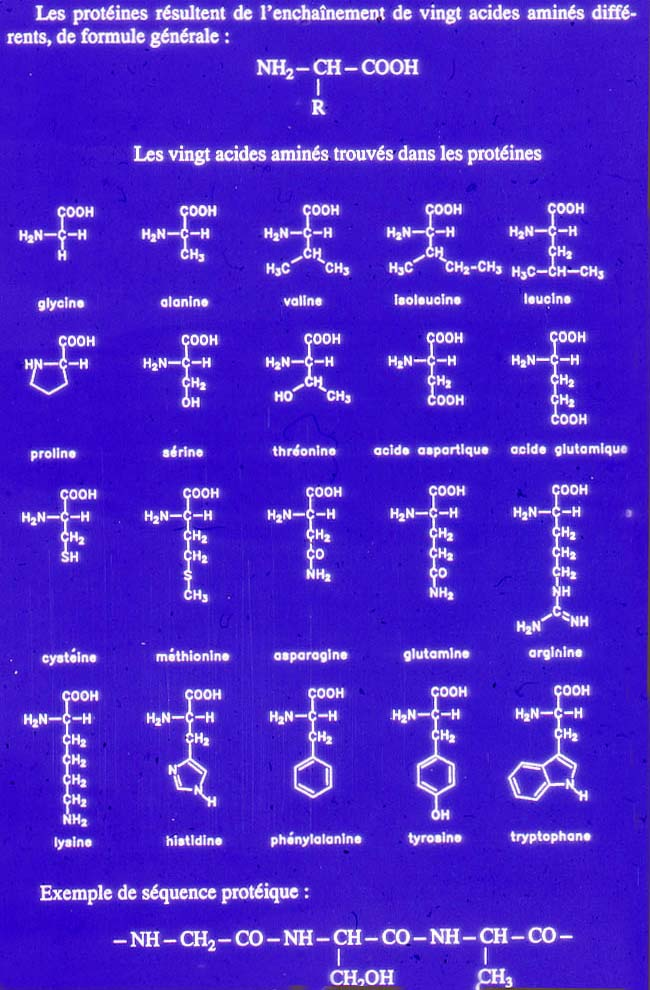 Les protéines résultent de l'enchaînement de vingt acides aminés diffé-
rents, de formule générale :
NH₂–CH–COOH
R
Les vingt acides aminés trouvés dans les protéines
COOH COOH COOH COOH COOH
H₂N–C–H H₂N–C–H H₂N–C–H H₂N–C–H H₂N–C–H
H CH₃ CH CH CH₂
H₃C CH₃ H₃C CH₂–CH₃ H₃C–CH–CH₃
glycine alanine valine isoleucine leucine
COOH COOH COOH COOH COOH
HN C–H H₂N–C–H H₂N–C–H H₂N–C–H H₂N–C–H
CH₂ CH CH₂ CH₂
OH HO CH₃ COOH CH₂
COOH
proline sérine thréonine acide aspartique acide glutamique
COOH COOH COOH COOH COOH
H₂N–C–H H₂N–C–H H₂N–C–H H₂N–C–H H₂N–C–H
CH₂ CH₂ CH₂ CH₂ CH₂
SH CH₂ CO CH₂ CH₂
S NH₂ CO CH₂
CH₃ NH₂ NH
H₂N C=NH
cystéine méthionine asparagine glutamine arginine
COOH COOH COOH COOH COOH
H₂N–C–H H₂N–C–H H₂N–C–H H₂N–C–H H₂N–C–H
CH₂ CH₂ CH₂ CH₂ CH₂
CH₂ N
CH₂ N H N H
CH₂
NH₂ OH
lysine histidine phénylalanine tyrosine tryptophane
Exemple de séquence protéique :
–NH–CH₂–CO–NH–CH–CO–NH–CH–CO–
CH₂OH CH₃